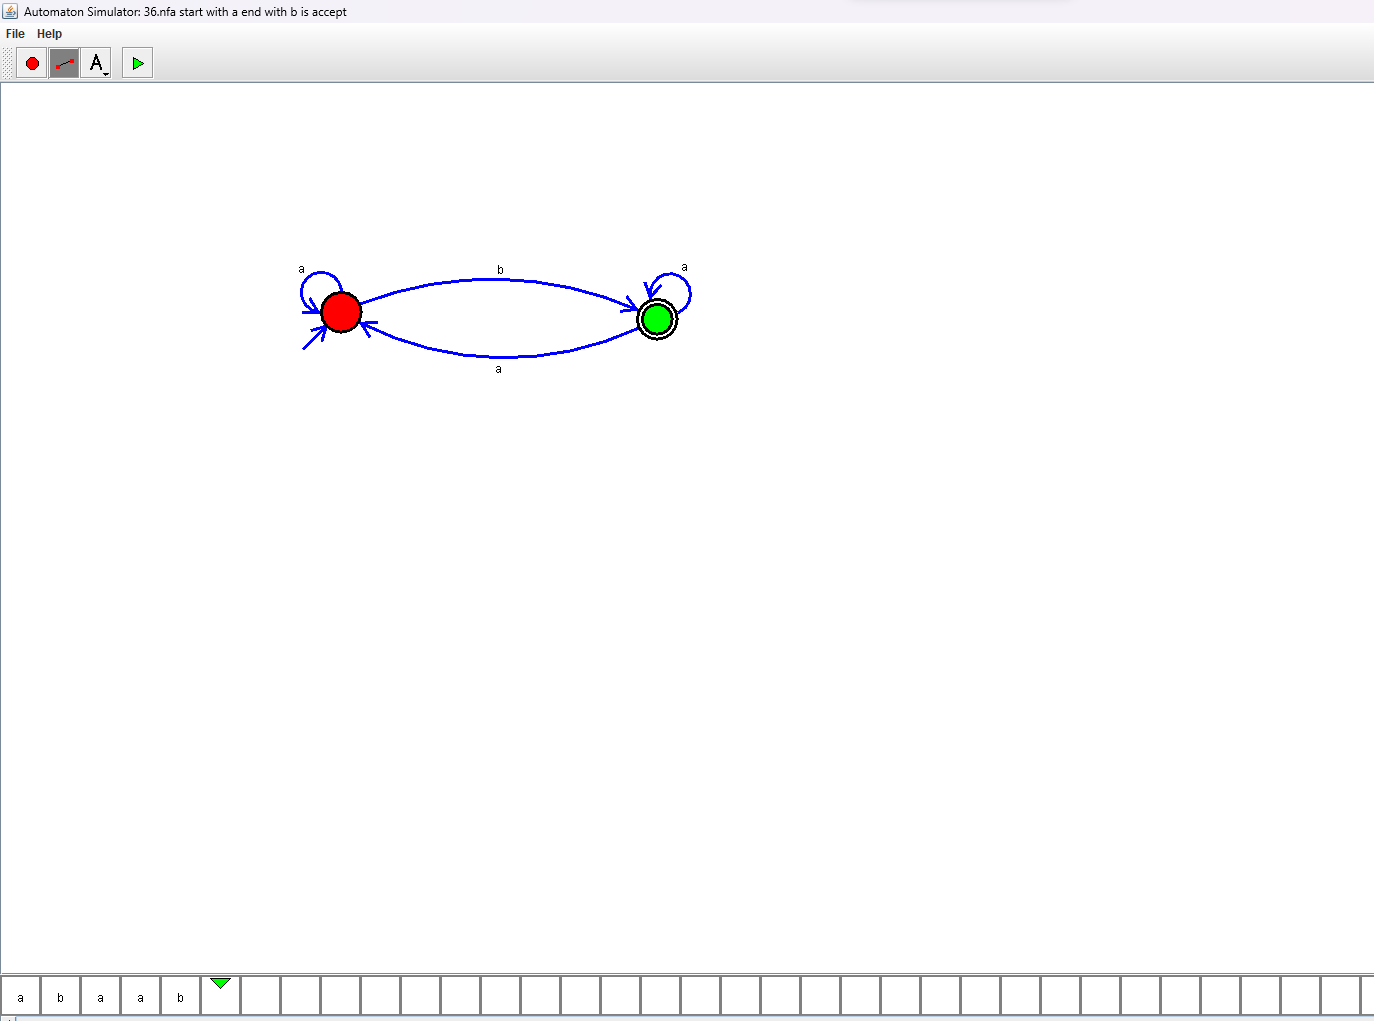 Automaton Simulator: 36.nfa start with a end with b is accept
File Help
A
a b a
a
a b a a b